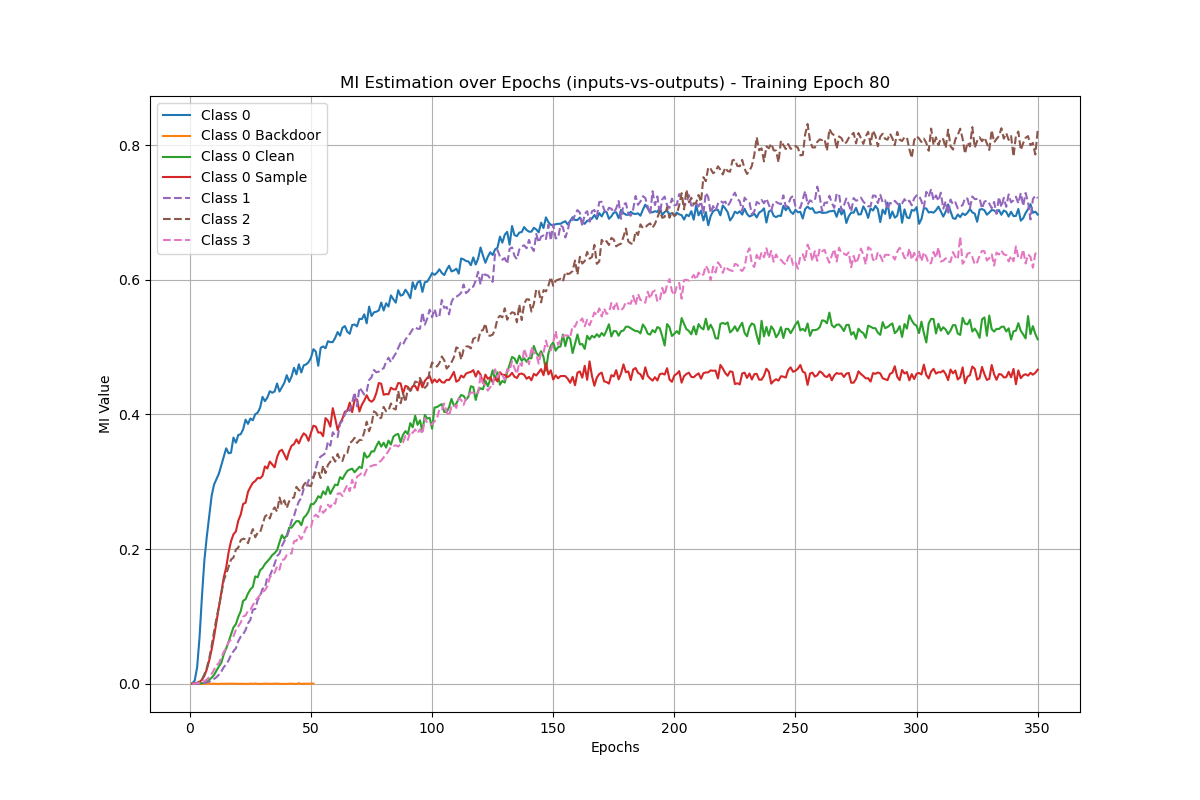 MI Estimation over Epochs (inputs-vs-outputs) - Training Epoch 80
Class 0
Class 0 Backdoor
Class 0 Clean
Class 0 Sample
Class 1
Class 2
Class 3
MI Value
0.8
0.6
0.4
0.2
0.0
0 50 100 150 200 250 300 350
Epochs